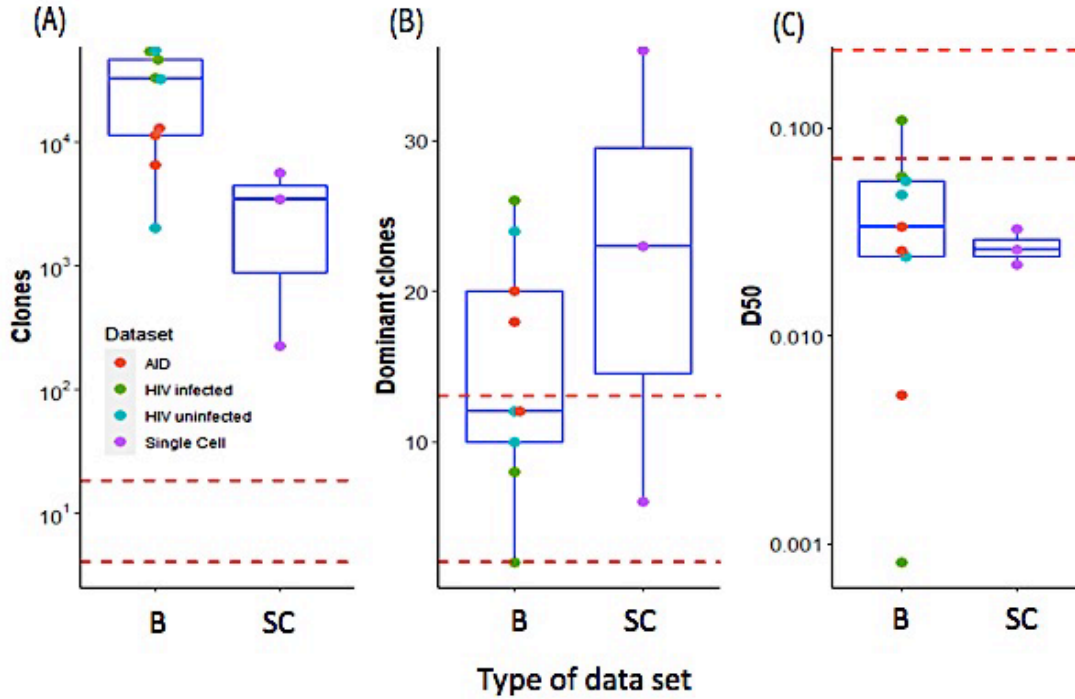 (A)
Clones
10^4
10^3
10^2
10^1
Dataset
AID
HIV infected
HIV uninfected
Single Cell
B SC
(B)
Dominant clones
30
20
10
B SC
(C)
D50
0.100
0.010
0.001
B SC
Type of data set